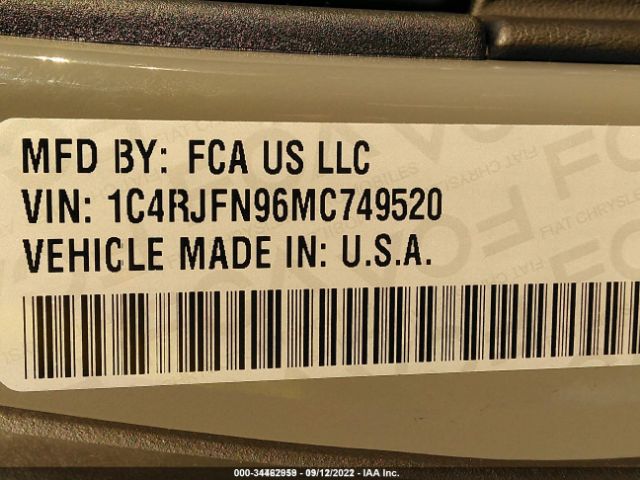 MFD BY: FCA US LLC
VIN: 1C4RJFN96MC749520
VEHICLE MADE IN: U.S.A.
000-34462959 - 09/12/2022 - IAA Inc.